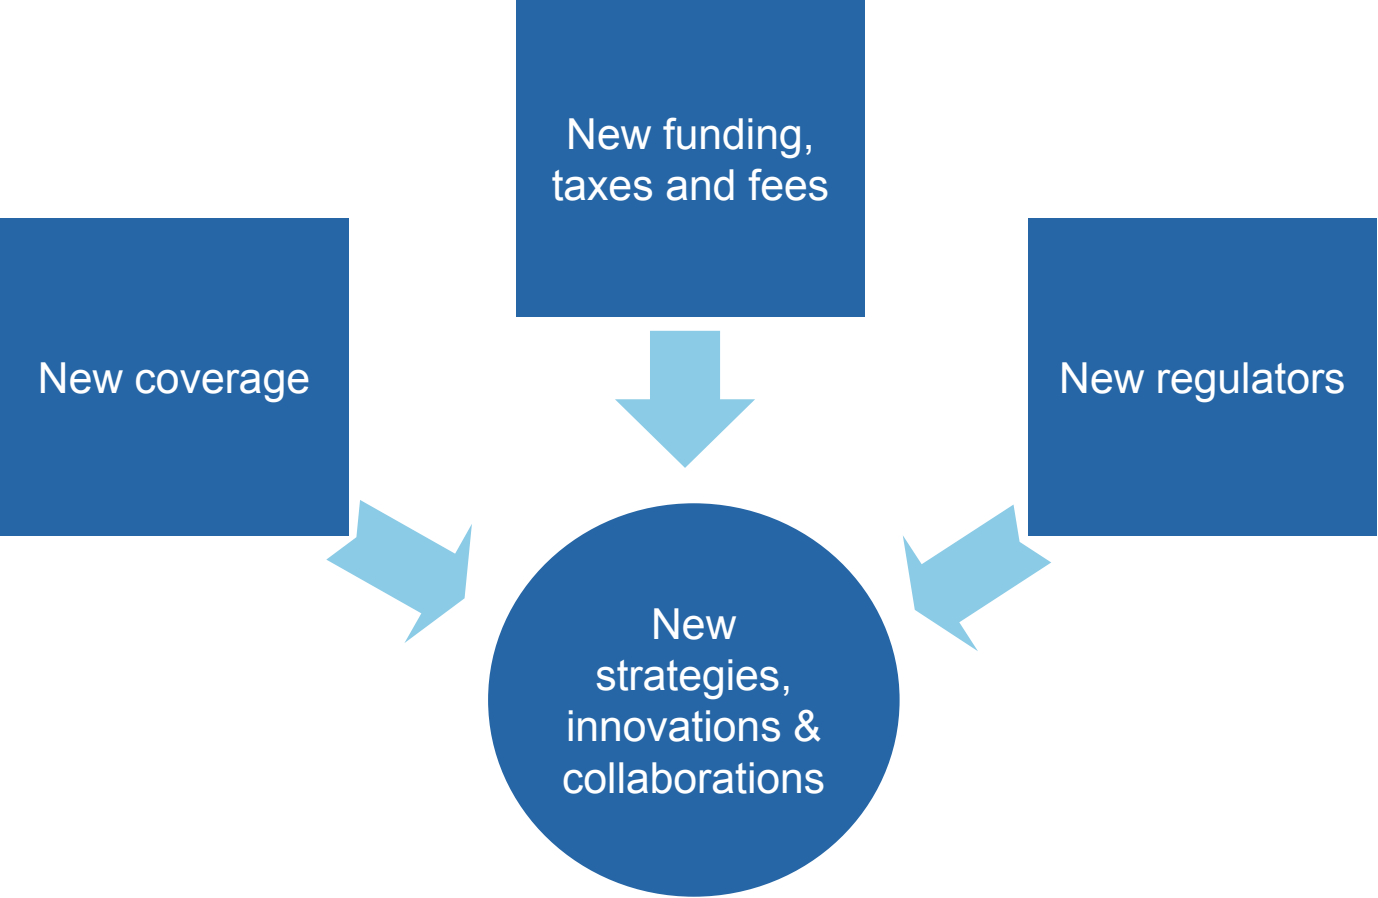 New funding,
taxes and fees
New coverage
New regulators
New
strategies,
innovations &
collaborations